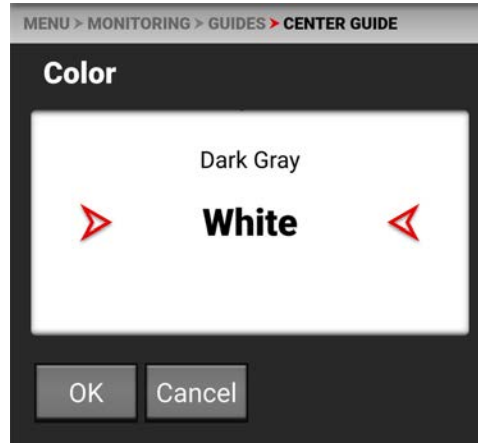 MENU > MONITORING > GUIDES > CENTER GUIDE
Color
Dark Gray
White
OK Cancel